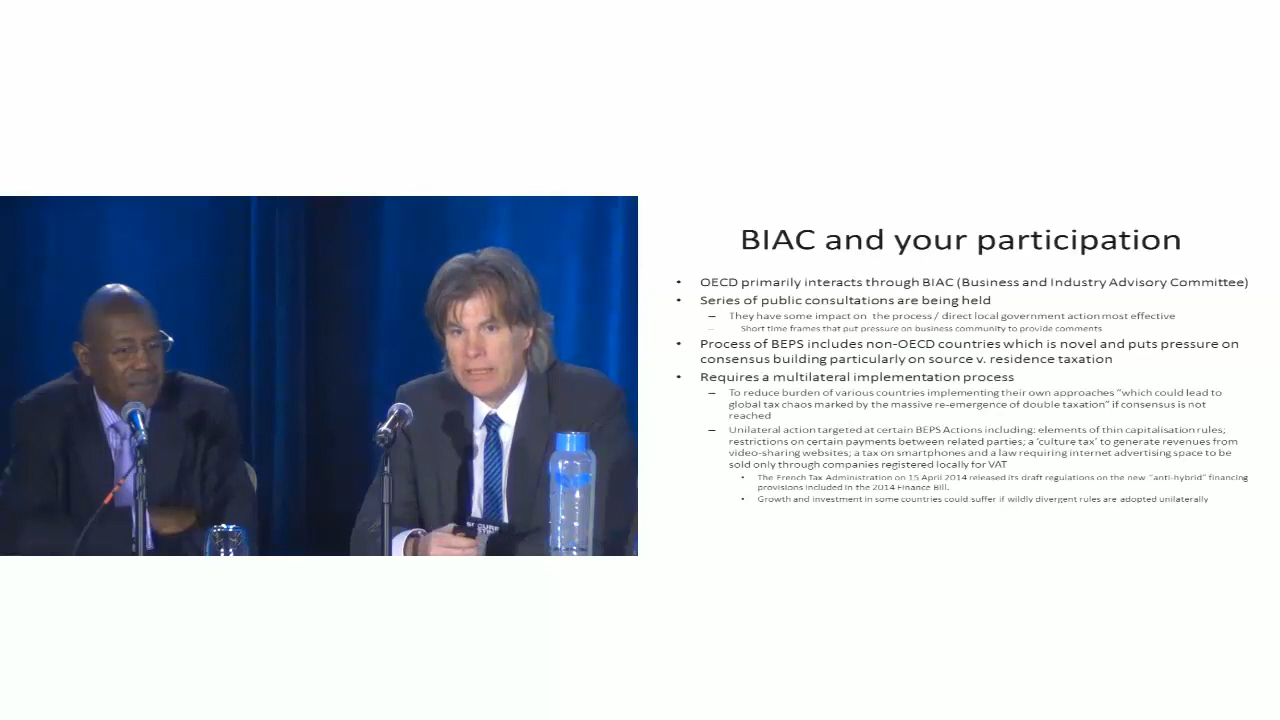 BIAC and your participation
• OECD primarily interacts through BIAC (Business and Industry Advisory Committee)
• Series of public consultations are being held
– They have some impact on the process / direct local government action most effective
– Short time frames that put pressure on business community to provide comments
• Process of BEPS includes non-OECD countries which is novel and puts pressure on
consensus building particularly on source v. residence taxation
• Requires a multilateral implementation process
– To reduce burden of various countries implementing their own approaches "which could lead to
global tax chaos marked by the massive re-emergence of double taxation" if consensus is not
reached
– Unilateral action targeted at certain BEPS Actions including: elements of thin capitalisation rules;
restrictions on certain payments between related parties; a 'culture tax' to generate revenues from
video-sharing websites; a tax on smartphones and a law requiring internet advertising space to be
sold only through companies registered locally for VAT
• The French Tax Administration on 15 April 2014 released its draft regulations on the new "anti-hybrid" financing
provisions included in the 2014 Finance Bill.
• Growth and investment in some countries could suffer if wildly divergent rules are adopted unilaterally